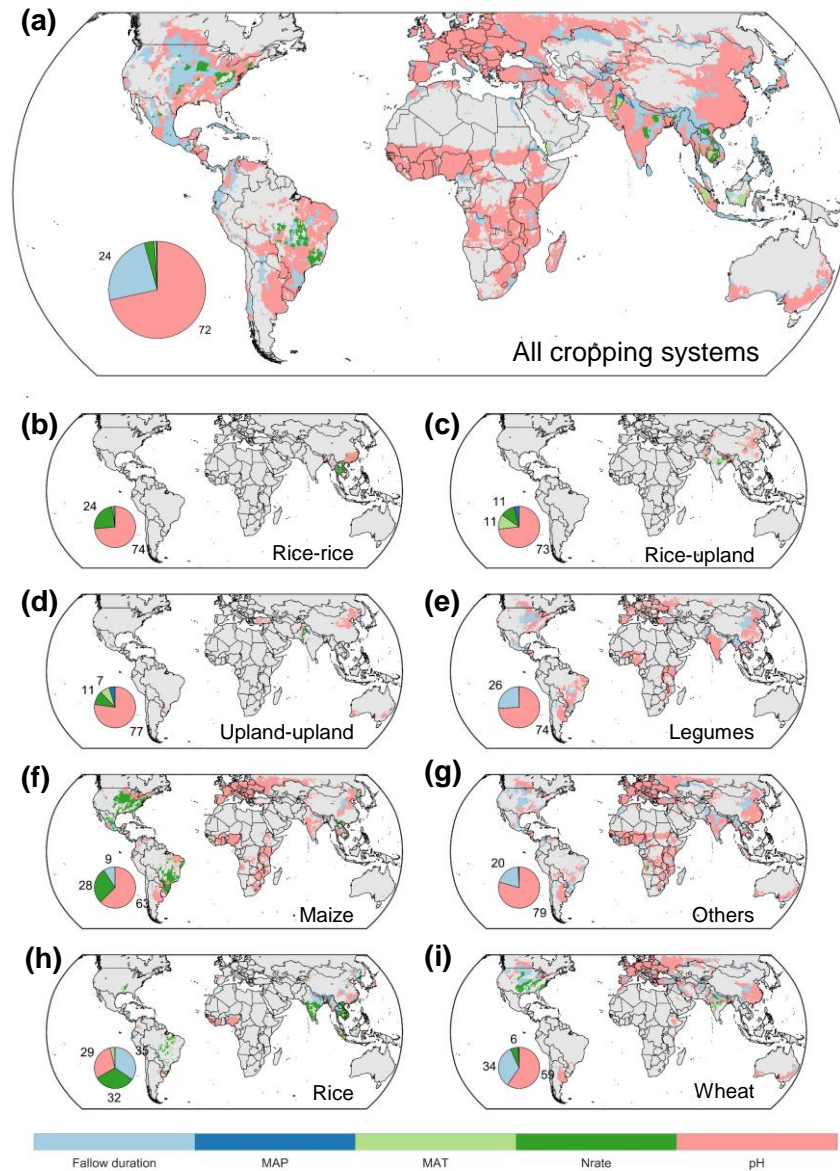 (a)
24
72
All cropping systems
(b)
24
74
Rice-rice
(c)
11
11
73
Rice-upland
(d)
7
11
77
Upland-upland
(e)
26
74
Legumes
(f)
9
28
63
Maize
(g)
20
79
Others
(h)
29
35
32
Rice
(i)
6
34
59
Wheat
Fallow duration MAP MAT Nrate pH